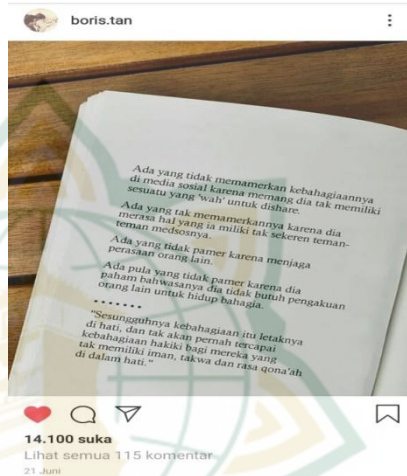 boris.tan
Ada yang tidak memamerkan kebahagiaannya
di media sosial karena memang dia tak memiliki
sesuatu yang 'wah' untuk dishare.
Ada yang tak memamerkannya karena dia
merasa hal yang ia miliki tak sekeren teman-
teman medsosnya.
Ada yang tidak pamer karena menjaga
perasaan orang lain.
Ada pula yang tidak pamer karena dia
paham bahwasanya dia tidak butuh pengakuan
orang lain untuk hidup bahagia.
.......
"Sesungguhnya kebahagiaan itu letaknya
di hati, dan tak akan pernah tercapai
kebahagiaan hakiki bagi mereka yang
tak memiliki iman, takwa dan rasa qona'ah
di dalam hati."
14.100 suka
Lihat semua 115 komentar
21 Juni